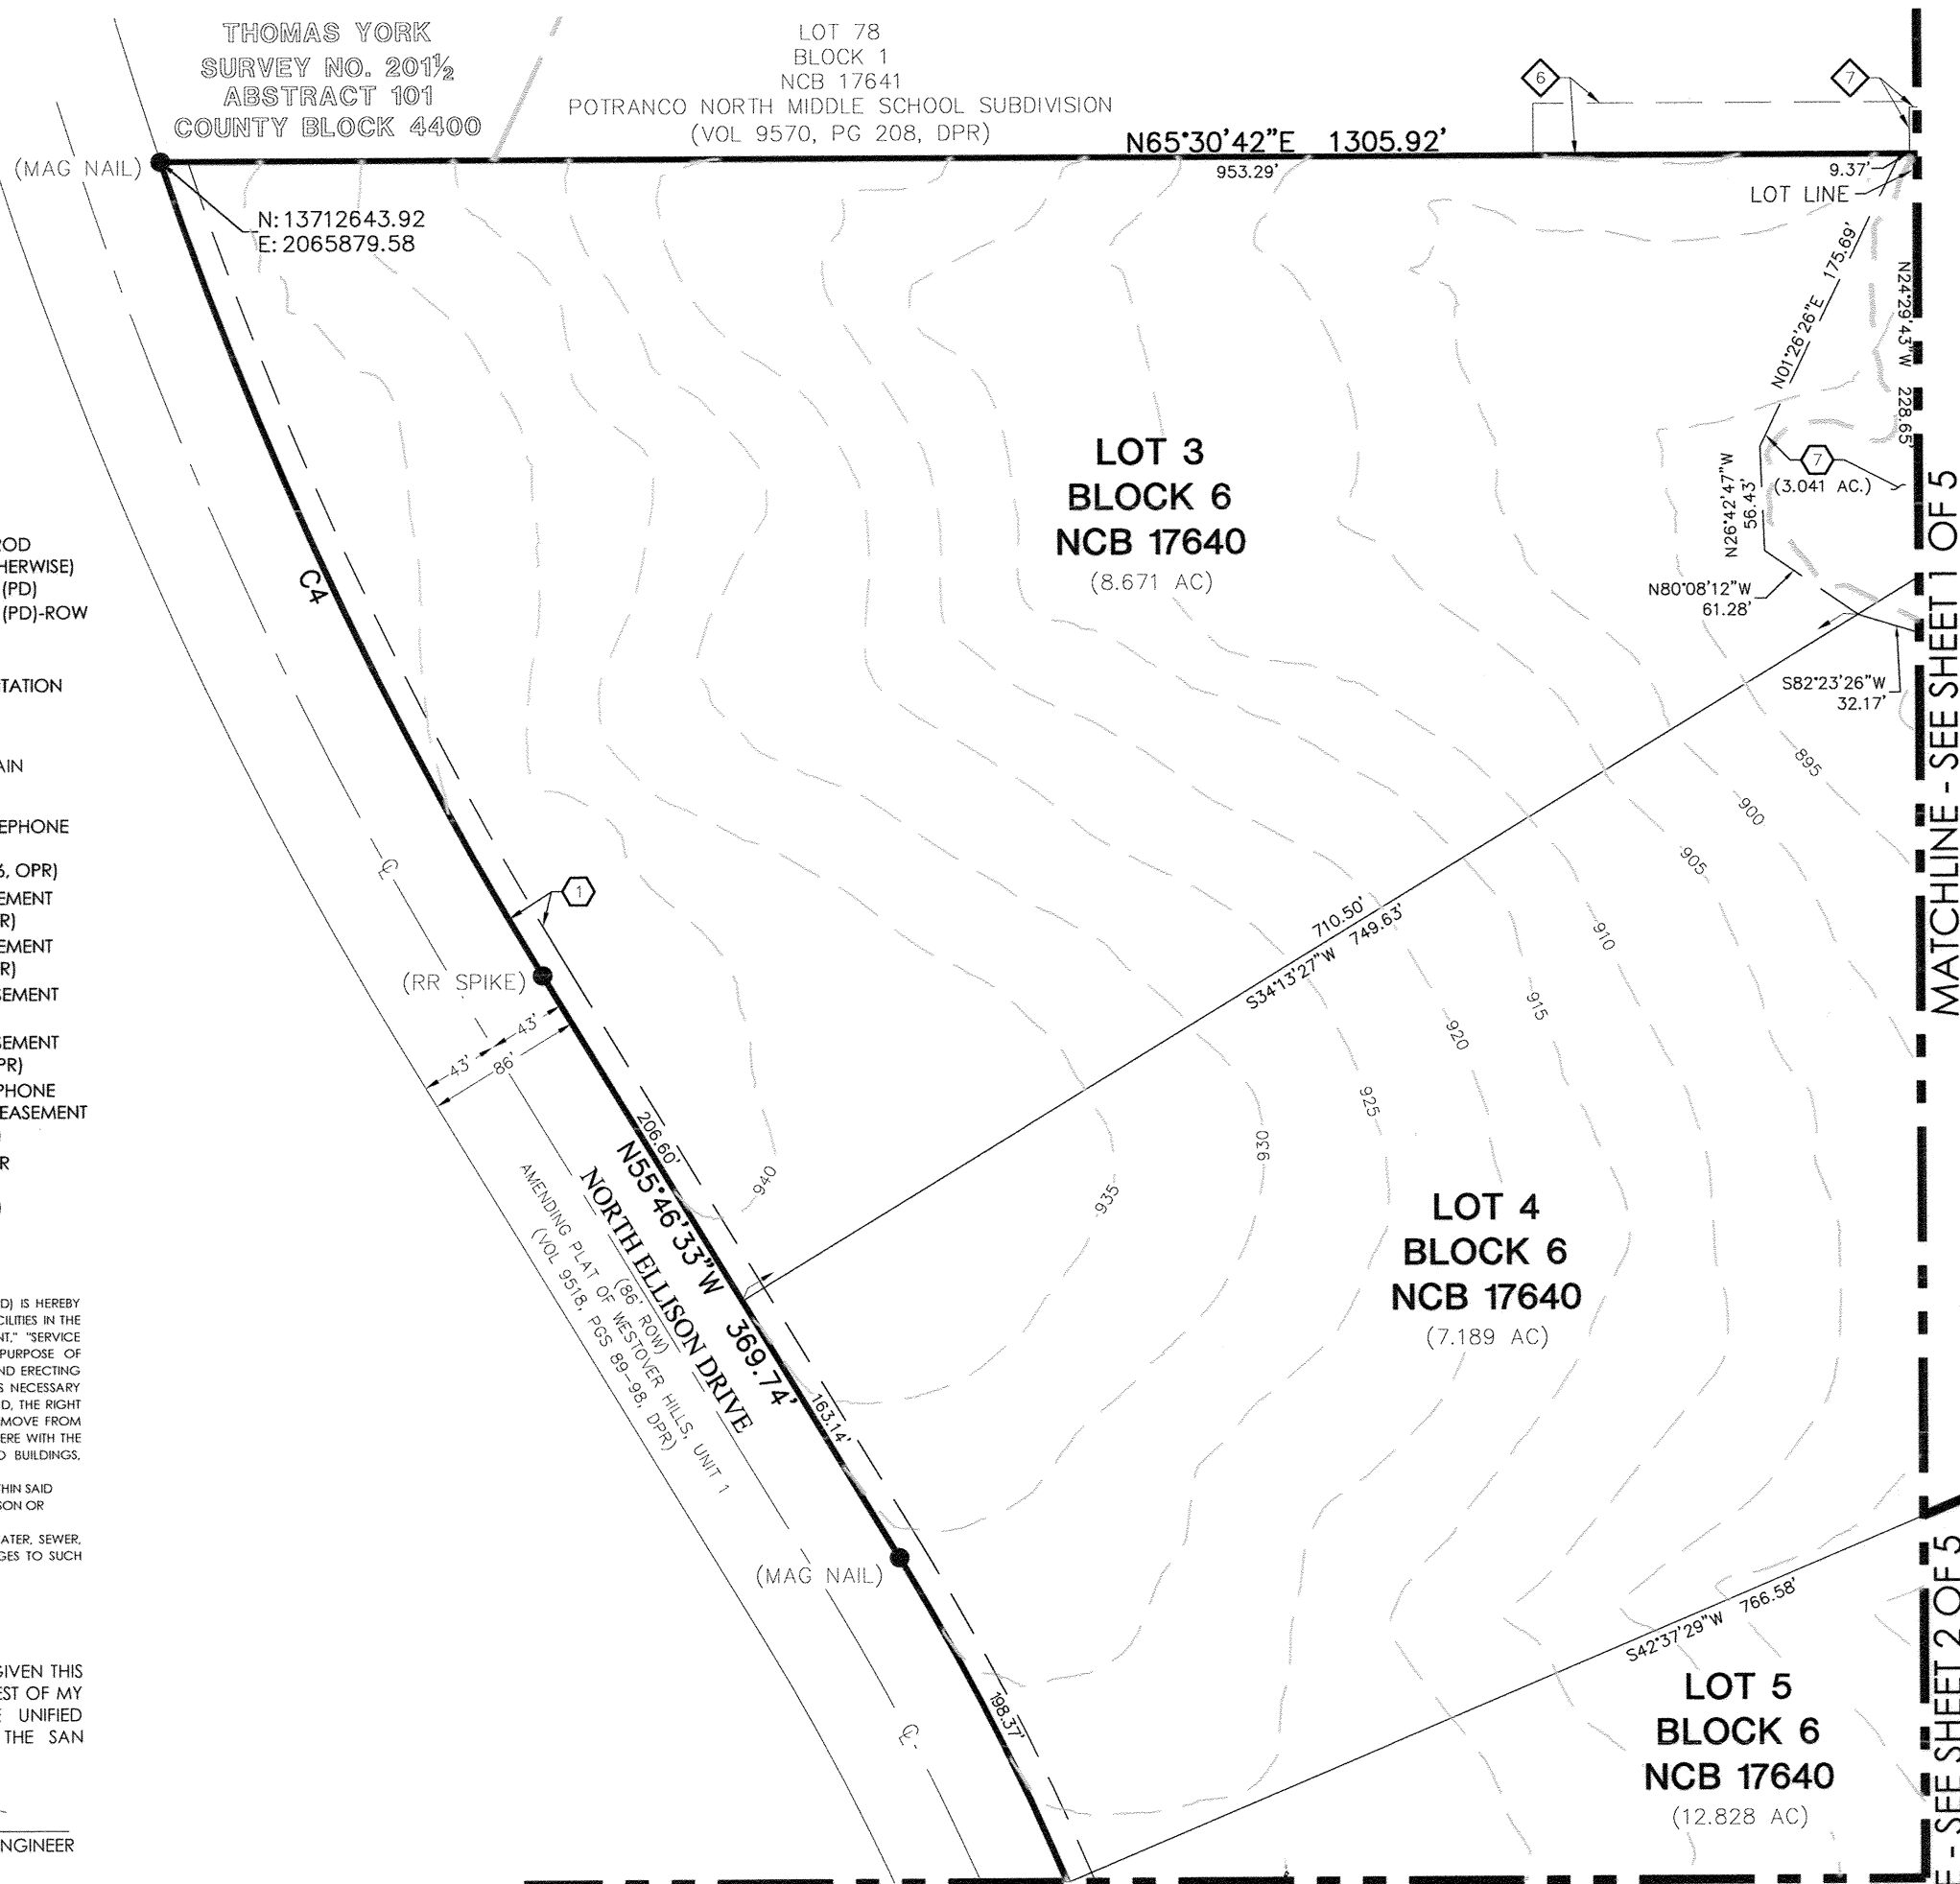 THOMAS YORK
SURVEY NO. 201½
ABSTRACT 101
COUNTY BLOCK 4400
LOT 78
BLOCK 1
NCB 17641
POTRANCO NORTH MIDDLE SCHOOL SUBDIVISION
(VOL 9570, PG 208, DPR)
6
7
N65°30'42"E 1305.92'
953.29'
9.37'
LOT LINE
(MAG NAIL)
N: 13712643.92
E: 2065879.58
N01°26'26"E 175.69'
N24°29'43"W 228.65'
7
(3.041 AC.)
N26°42'47"W
56.43'
N80°08'12"W
61.28'
S82°23'26"W
32.17'
LOT 3
BLOCK 6
NCB 17640
(8.671 AC)
C4
MATCHLINE - SEE SHEET 1 OF 5
ROD
HERWISE)
(PD)
(PD)-ROW
TATION
AIN
EPHONE
6, OPR)
EMENT
R)
EMENT
R)
SEMENT
SEMENT
PR)
PHONE
EASEMENT
)
R
)
895
900
905
910
915
920
925
930
935
940
℄
1
(RR SPIKE)
43'
43'
86'
710.50'
S34°13'27"W 749.63'
206.60'
N55°46'33"W 369.74'
163.14'
NORTH ELLISON DRIVE
(86' ROW)
AMENDING PLAT OF WESTOVER HILLS, UNIT 1
(VOL 9518, PGS 89-98, DPR)
LOT 4
BLOCK 6
NCB 17640
(7.189 AC)
D) IS HEREBY
CILITIES IN THE
NT," "SERVICE
PURPOSE OF
ND ERECTING
S NECESSARY
D, THE RIGHT
MOVE FROM
ERE WITH THE
O BUILDINGS,
THIN SAID
SON OR
ATER, SEWER,
GES TO SUCH
(MAG NAIL)
198.37'
℄
S42°37'29"W 766.58'
LOT 5
BLOCK 6
NCB 17640
(12.828 AC)
E - SEE SHEET 2 OF 5
GIVEN THIS
EST OF MY
E UNIFIED
THE SAN
NGINEER